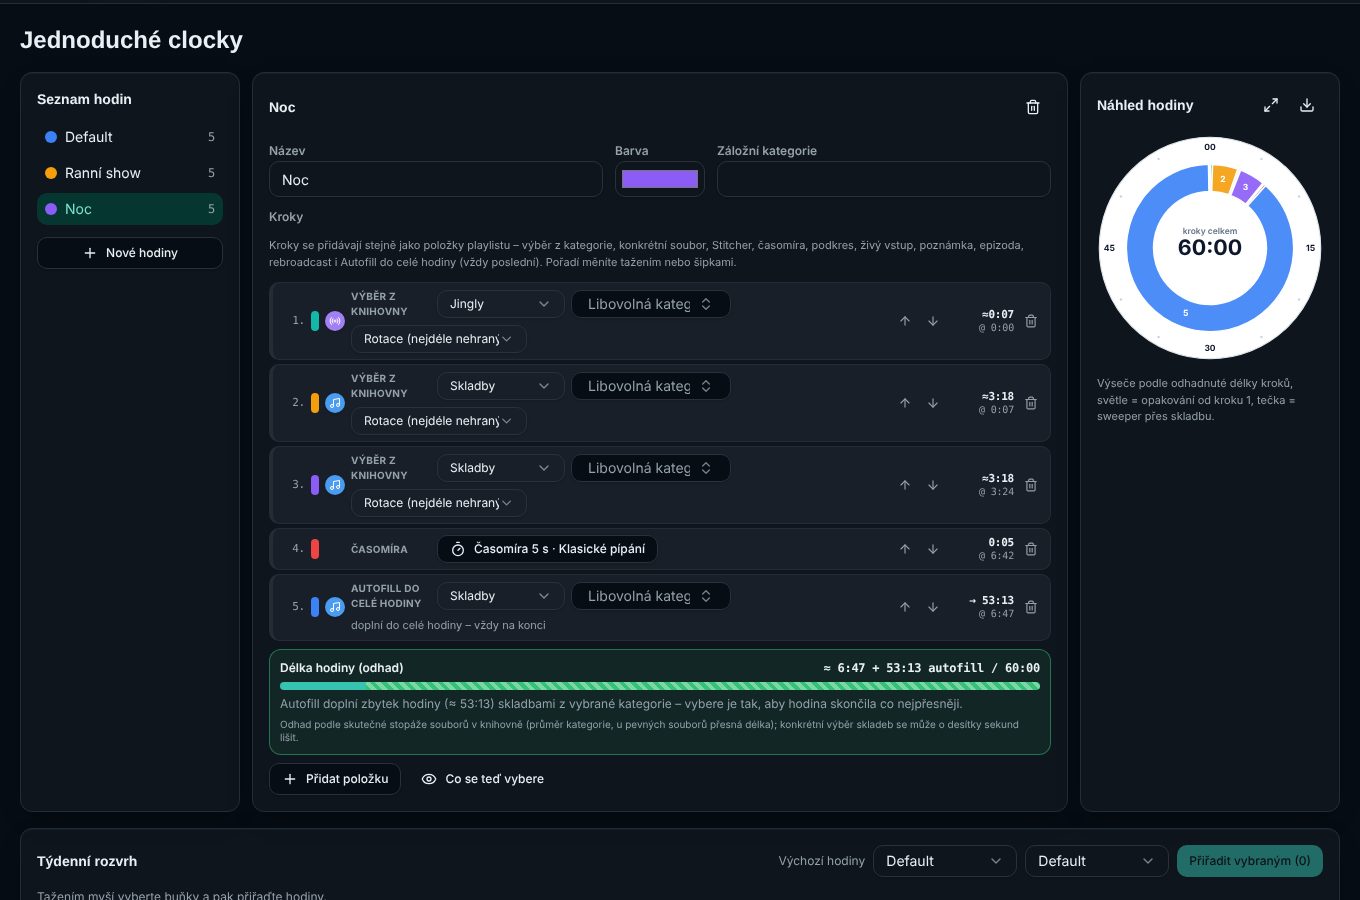 Jednoduché clocky
Seznam hodin
Default 5
Ranní show 5
Noc 5
Nové hodiny
Noc
Název
Barva
Záložní kategorie
Noc
Kroky
Kroky se přidávají stejně jako položky playlistu – výběr z kategorie, konkrétní soubor, Stitcher, časomíra, podkres, živý vstup, poznámka, epizoda,
rebroadcast i Autofill do celé hodiny (vždy poslední). Pořadí měníte tažením nebo šipkami.
1.
VÝBĚR Z
KNIHOVNY
Jingly
Libovolná kateg
Rotace (nejdéle nehraný
≈0:07
@ 0:00
2.
VÝBĚR Z
KNIHOVNY
Skladby
Libovolná kateg
Rotace (nejdéle nehraný
≈3:18
@ 0:07
3.
VÝBĚR Z
KNIHOVNY
Skladby
Libovolná kateg
Rotace (nejdéle nehraný
≈3:18
@ 3:24
4.
ČASOMÍRA
Časomíra 5 s · Klasické pípání
0:05
@ 6:42
5.
AUTOFILL DO
CELÉ HODINY
Skladby
Libovolná kateg
doplní do celé hodiny – vždy na konci
→ 53:13
@ 6:47
Délka hodiny (odhad)
≈ 6:47 + 53:13 autofill / 60:00
Autofill doplní zbytek hodiny (≈ 53:13) skladbami z vybrané kategorie – vybere je tak, aby hodina skončila co nejpřesněji.
Odhad podle skutečné stopáže souborů v knihovně (průměr kategorie, u pevných souborů přesná délka); konkrétní výběr skladeb se může o desítky sekund
lišit.
Přidat položku
Co se teď vybere
Náhled hodiny
00
2
3
kroky celkem
60:00
45
15
5
30
Výseče podle odhadnuté délky kroků,
světle = opakování od kroku 1, tečka =
sweeper přes skladbu.
Týdenní rozvrh
Výchozí hodiny
Default
Default
Přiřadit vybraným (0)
Tažením myší vyberte buňky a pak přiřaďte hodiny.